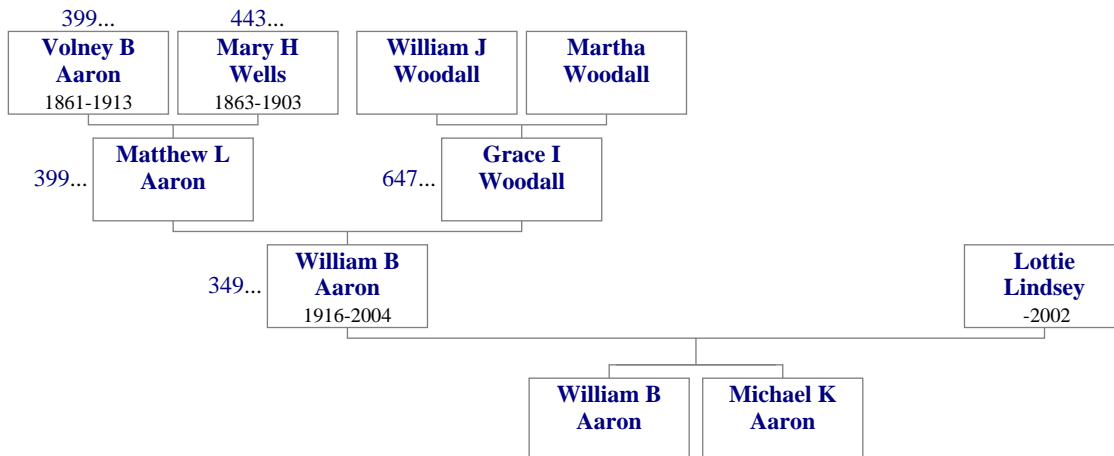 399...
443...
Volney B
Aaron
1861-1913
Mary H
Wells
1863-1903
William J
Woodall
Martha
Woodall
399...
Matthew L
Aaron
647...
Grace I
Woodall
349...
William B
Aaron
1916-2004
Lottie
Lindsey
-2002
William B
Aaron
Michael K
Aaron